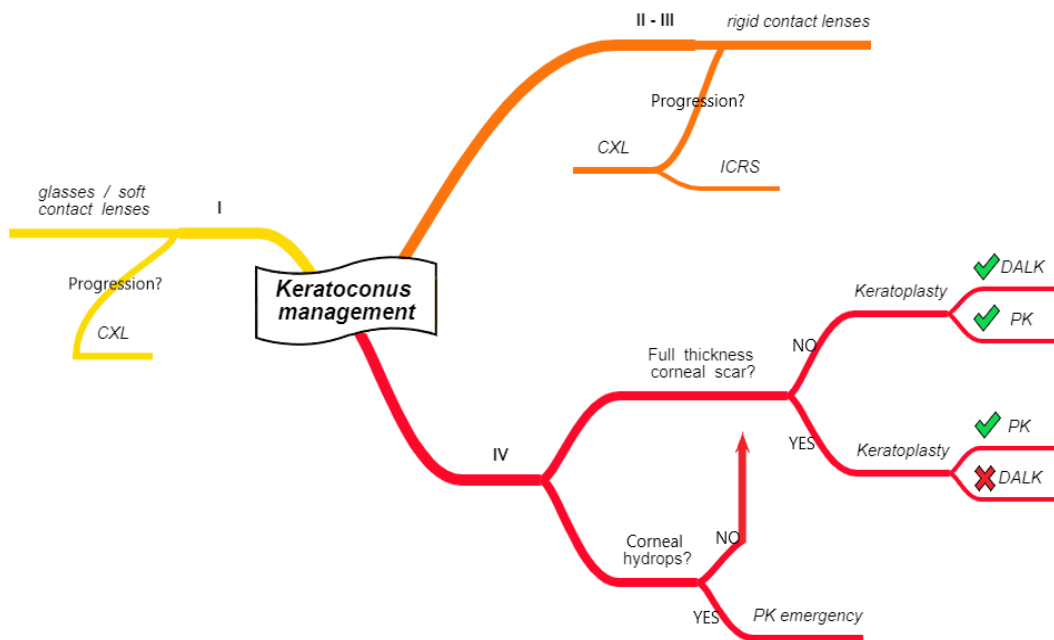 II - III
rigid contact lenses
Progression?
CXL
ICRS
glasses / soft
contact lenses
I
Progression?
CXL
Keratoconus
management
IV
Full thickness
corneal scar?
NO
Keratoplasty
DALK
PK
YES
Keratoplasty
PK
DALK
Corneal
hydrops?
NO
YES
PK emergency